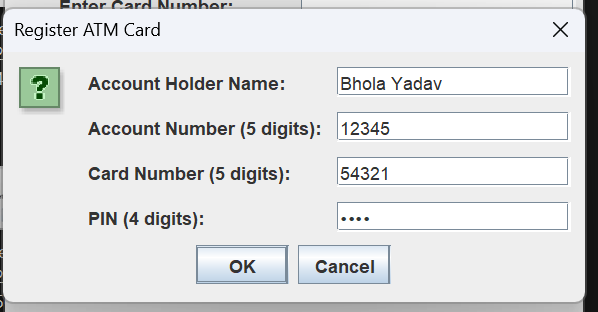 Enter Card Number:
Register ATM Card
Account Holder Name: Bhola Yadav
Account Number (5 digits): 12345
Card Number (5 digits): 54321
PIN (4 digits): ••••
OK Cancel